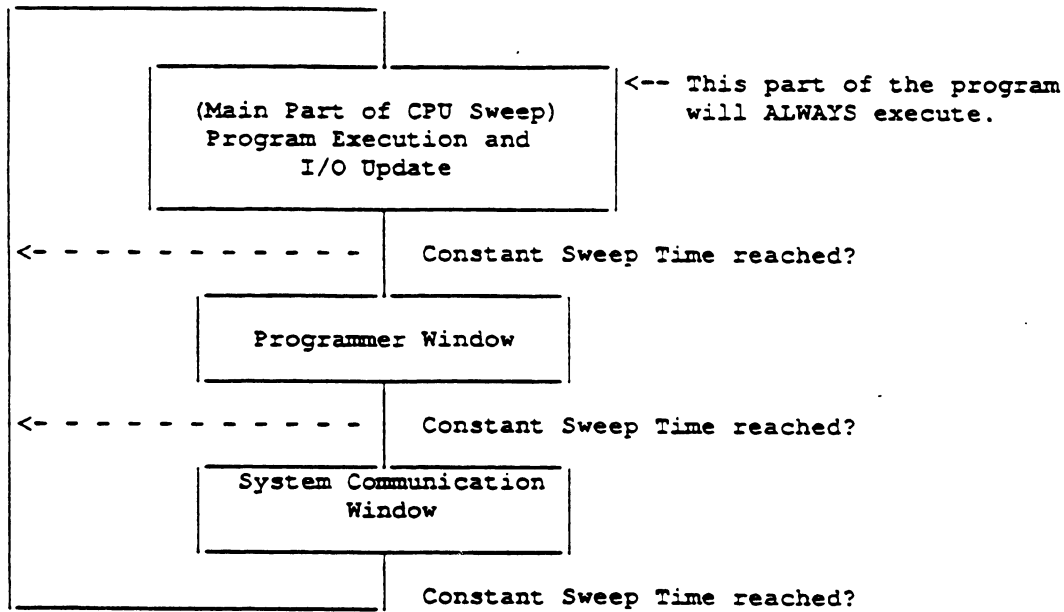 <-- This part of the program
will ALWAYS execute.
(Main Part of CPU Sweep)
Program Execution and
I/O Update
<- - - - - - - - - - Constant Sweep Time reached?
Programmer Window
<- - - - - - - - - - Constant Sweep Time reached?
System Communication
Window
Constant Sweep Time reached?